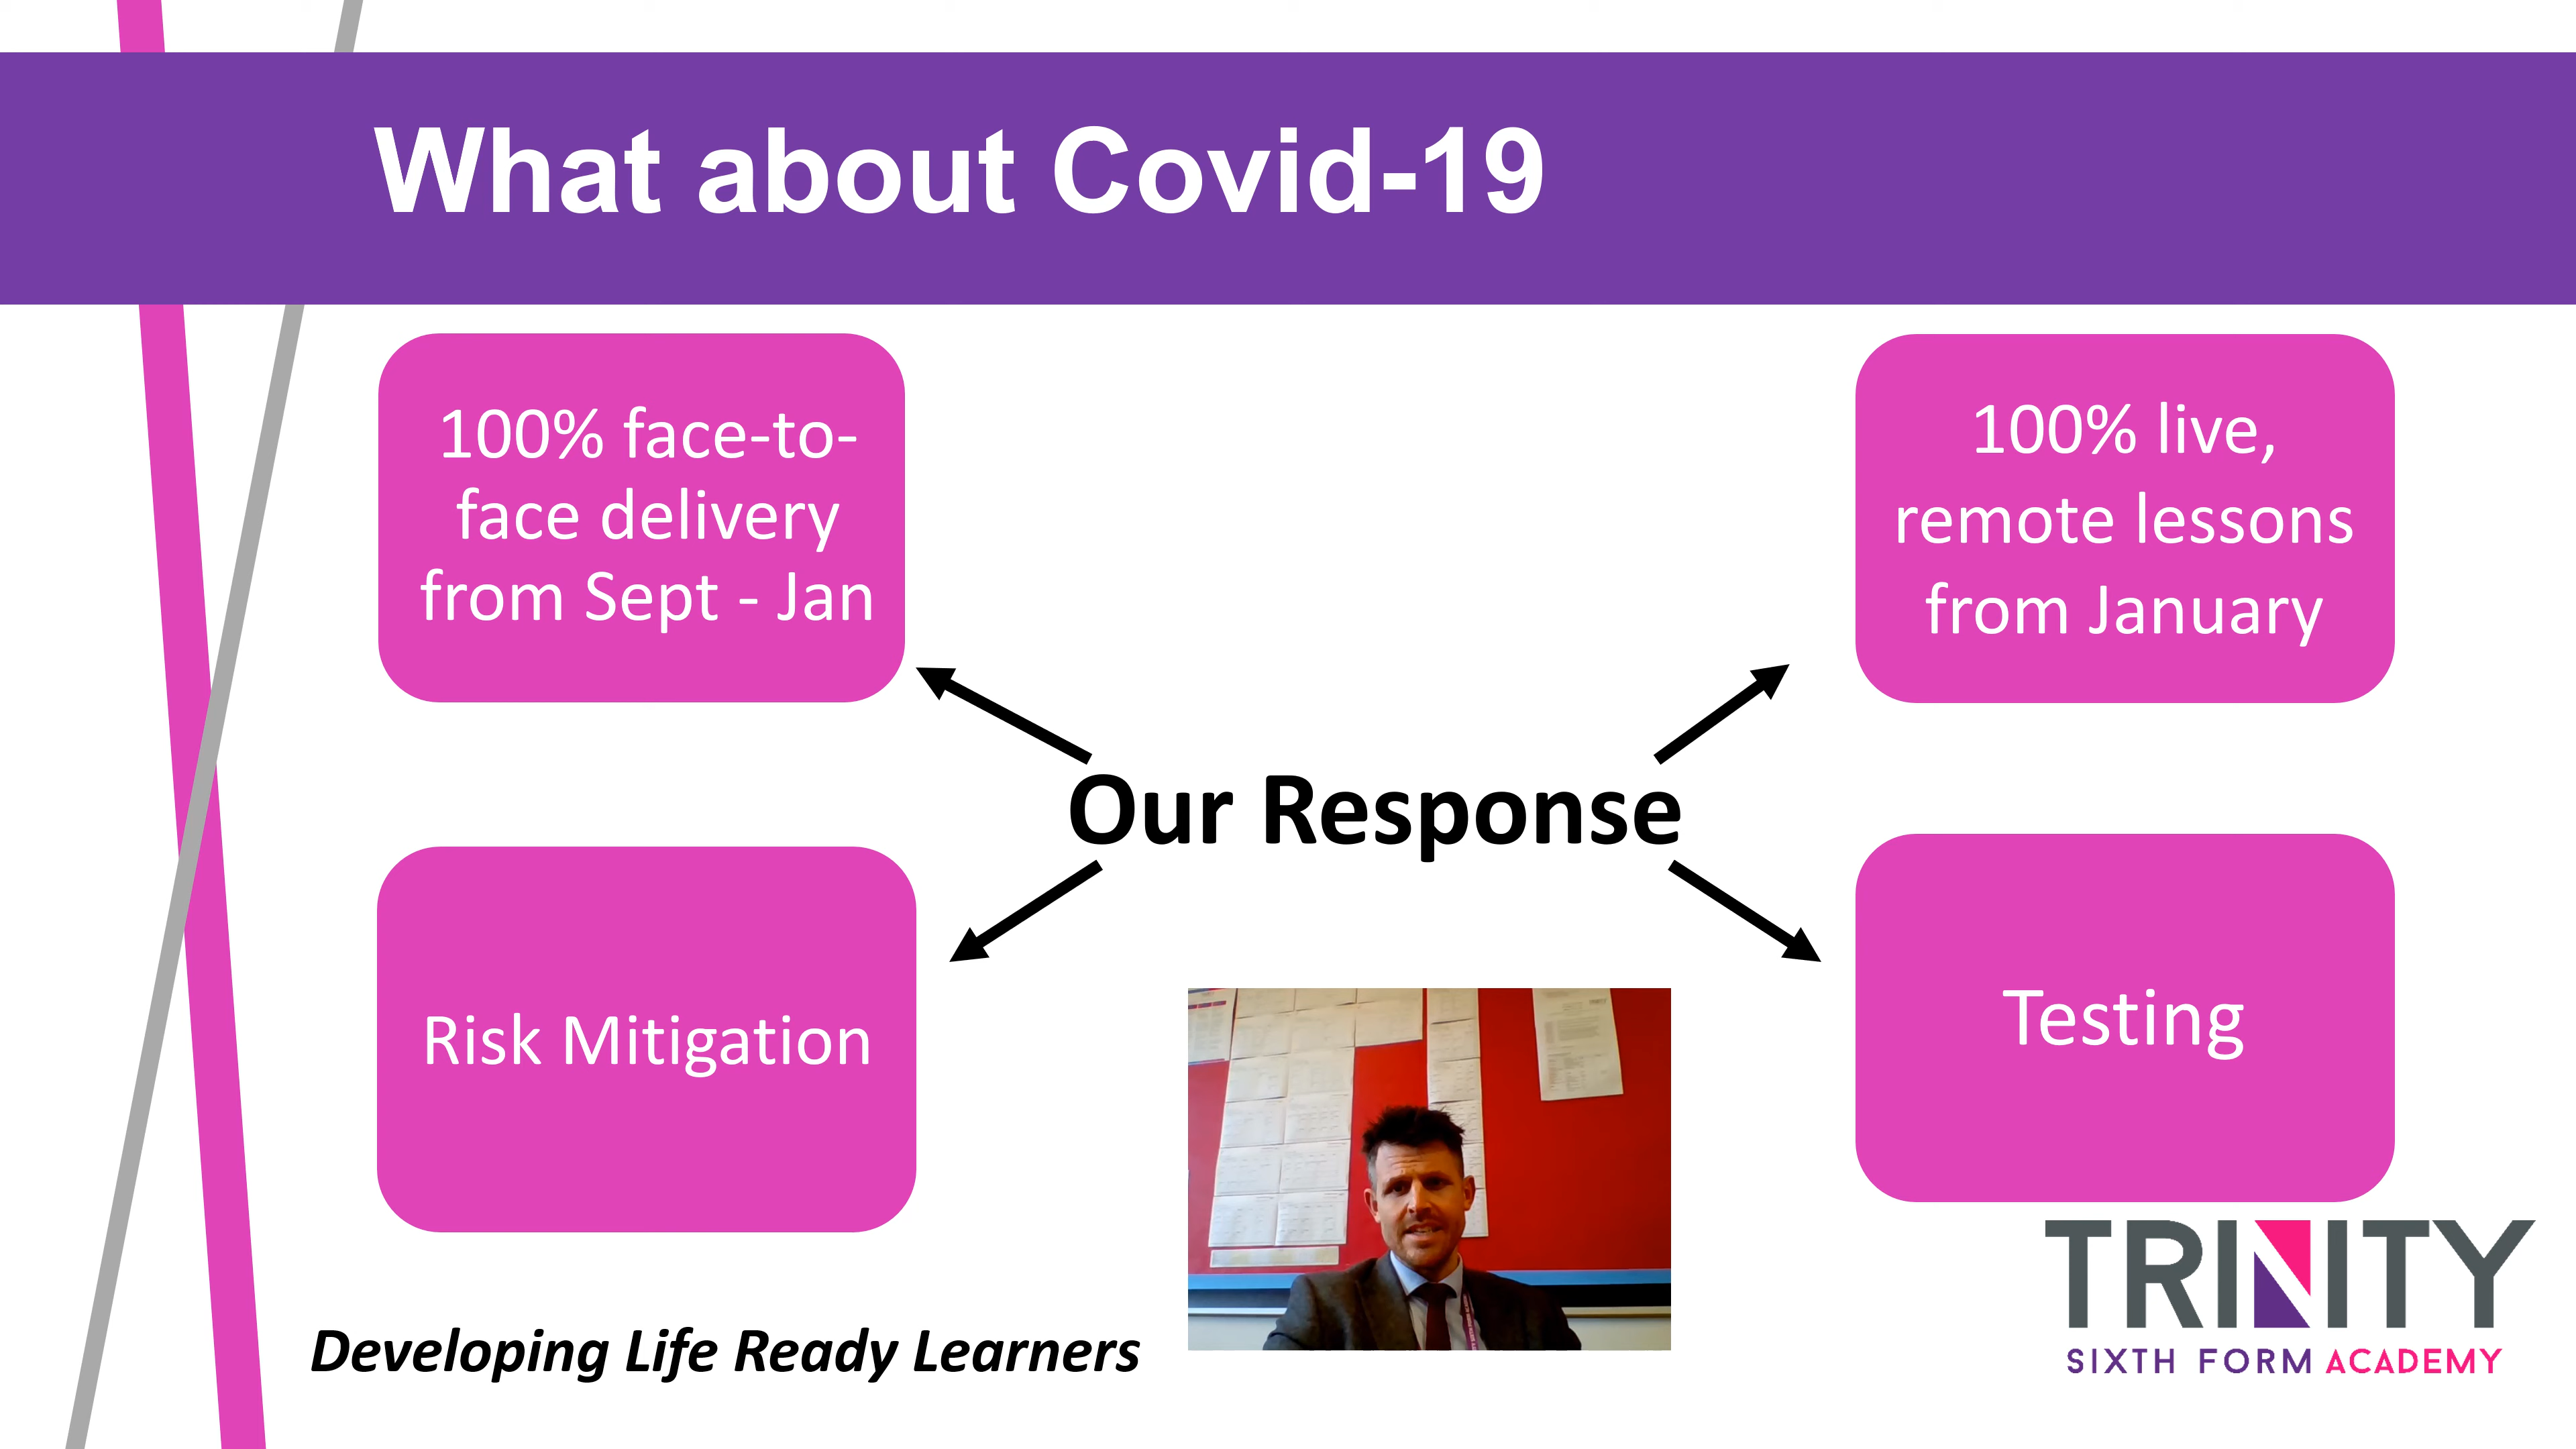 What about Covid-19
100% face-to-
face delivery
from Sept - Jan
100% live,
remote lessons
from January
Our Response
Risk Mitigation
Testing
Developing Life Ready Learners
TRINITY
SIXTH FORM ACADEMY